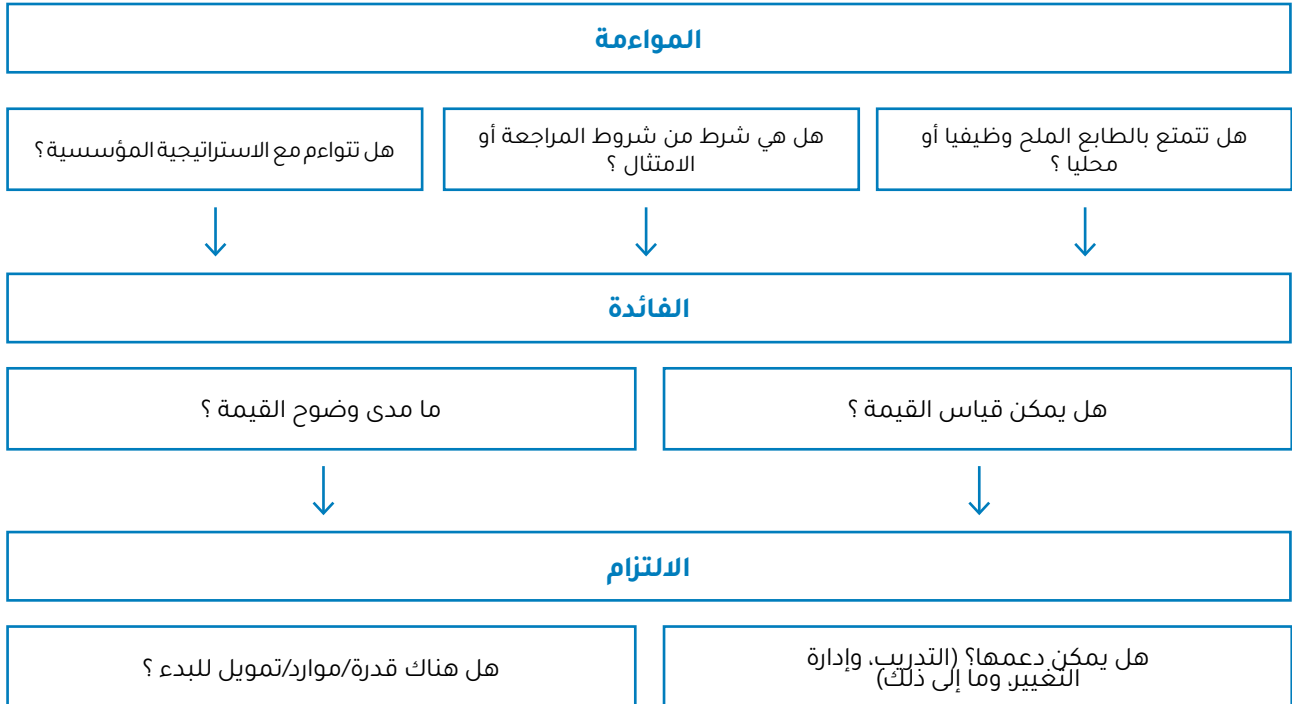 المواءمة
هل تتمتع بالطابع الملح وظيفيا أو
محليا ؟
هل هي شرط من شروط المراجعة أو
الامتثال ؟
هل تتواءم مع الاستراتيجية المؤسسية ؟
الفائدة
هل يمكن قياس القيمة ؟
ما مدى وضوح القيمة ؟
الالتزام
هل يمكن دعمها؟ (التدريب، وإدارة
التغيير، وما إلى ذلك)
هل هناك قدرة/موارد/تمويل للبدء ؟